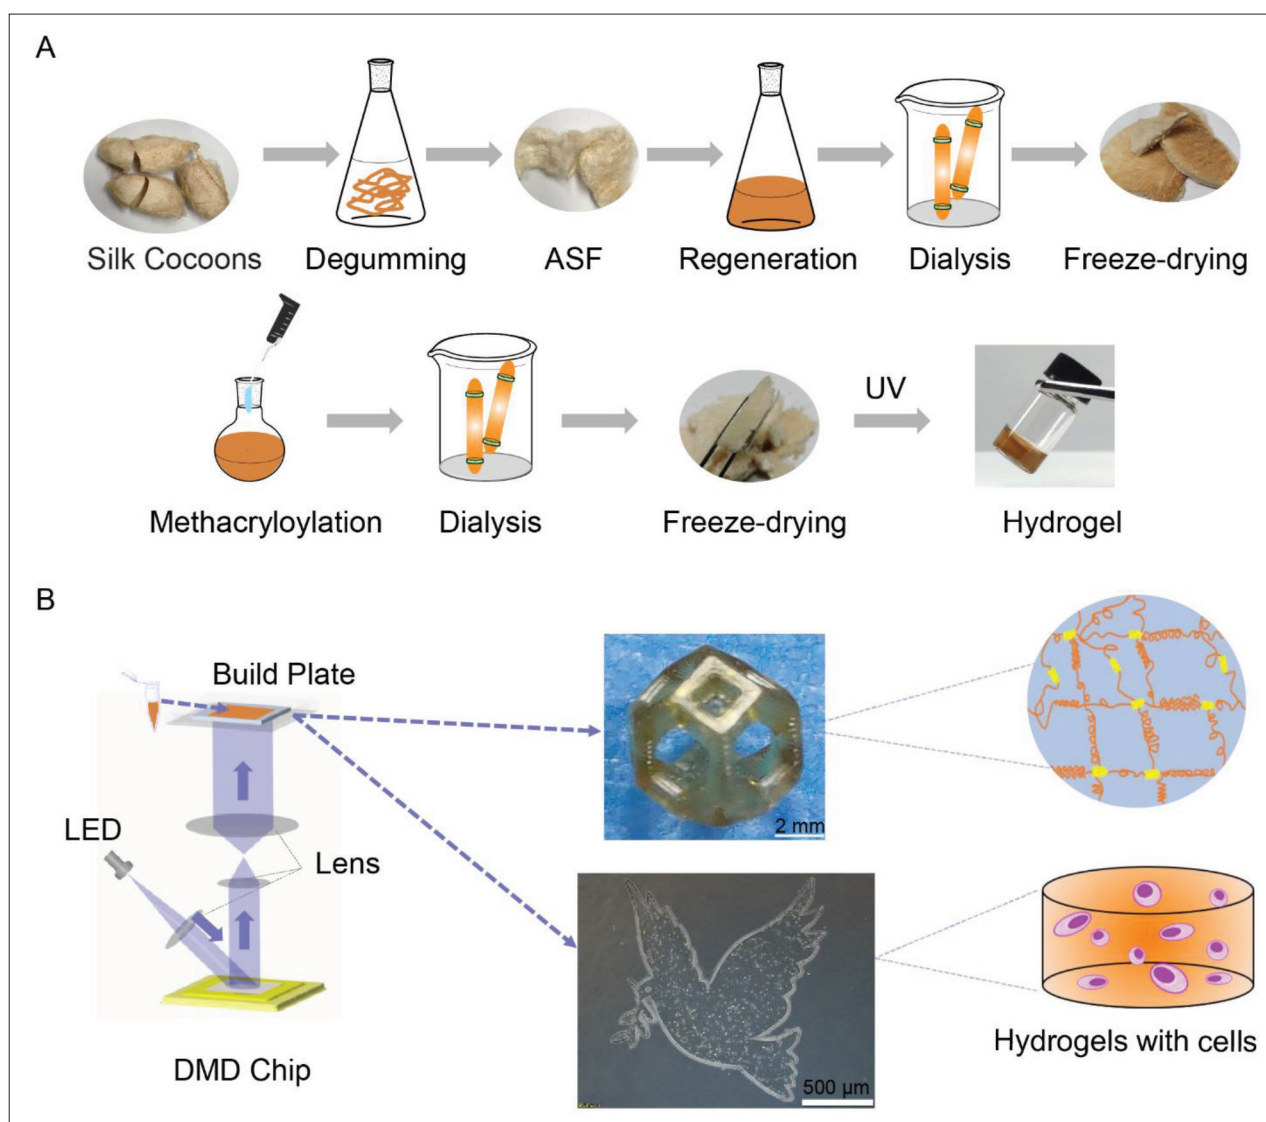 A
Silk Cocoons
Degumming
ASF
Regeneration
Dialysis
Freeze-drying
UV
Methacryloylation
Dialysis
Freeze-drying
Hydrogel
B
Build Plate
LED
Lens
DMD Chip
2 mm
500 μm
Hydrogels with cells